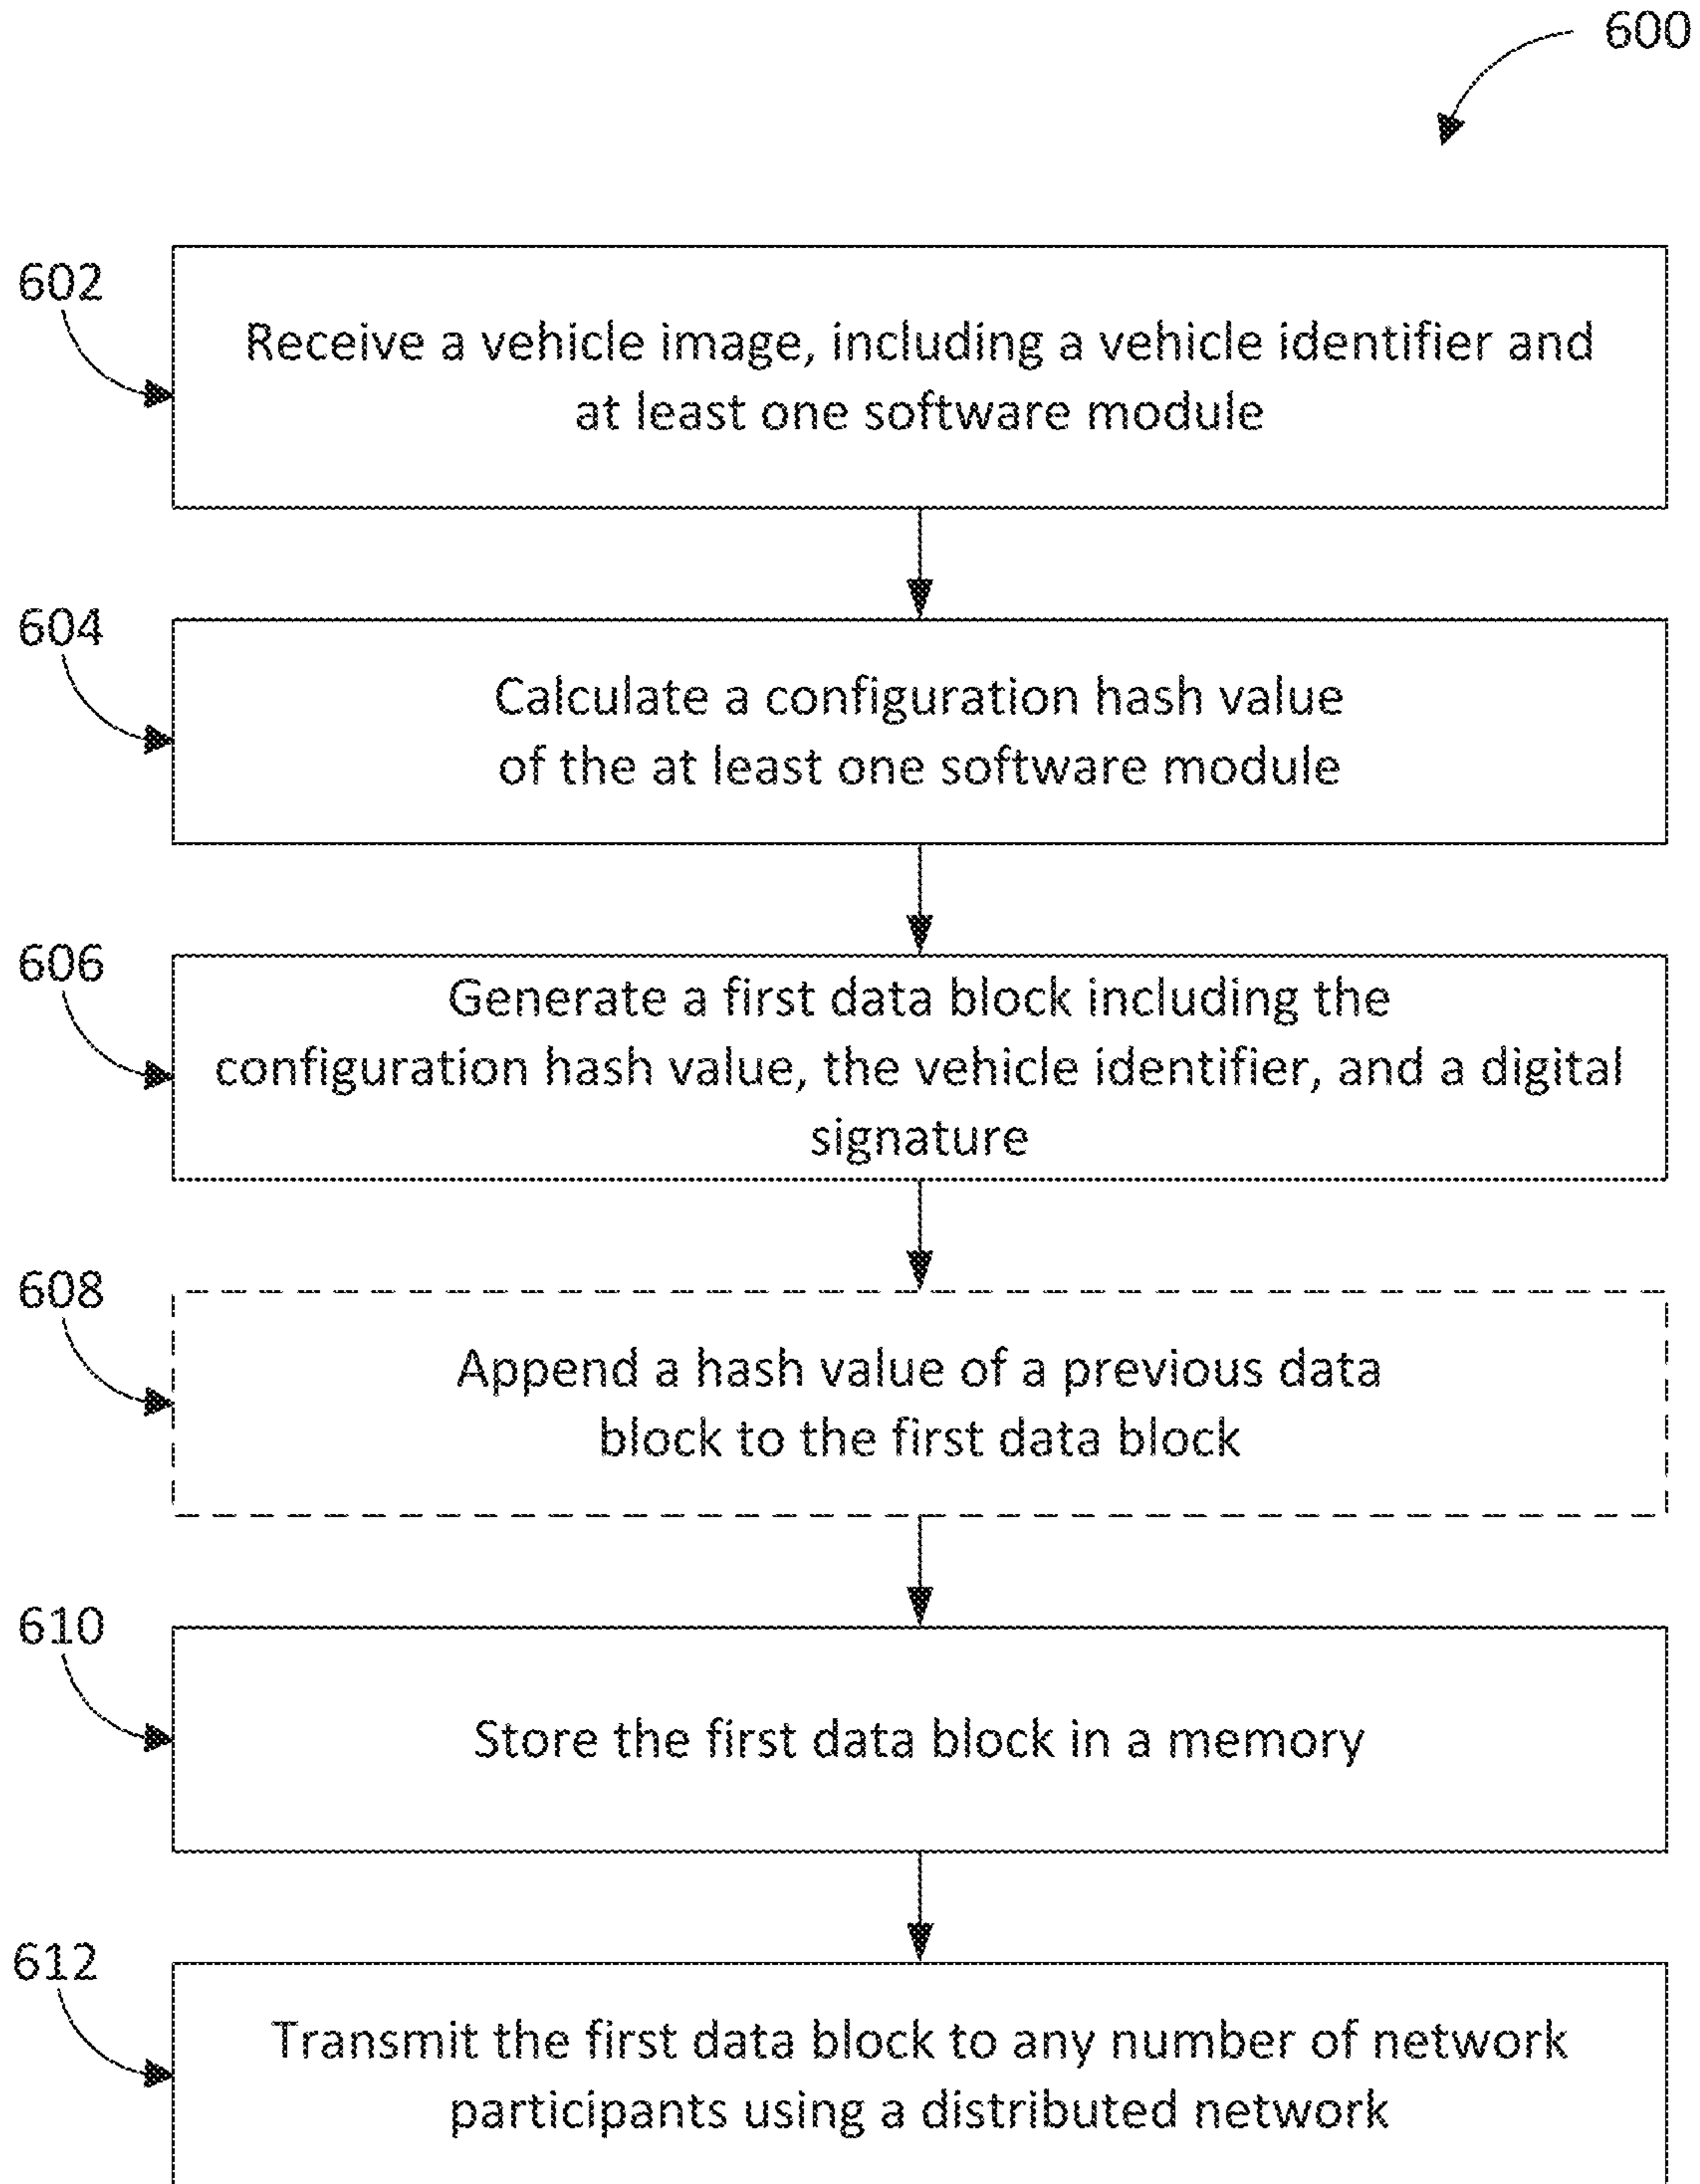 600
602
Receive a vehicle image, including a vehicle identifier and
at least one software module
604
Calculate a configuration hash value
of the at least one software module
606
Generate a first data block including the
configuration hash value, the vehicle identifier, and a digital
signature
608
Append a hash value of a previous data
block to the first data block
610
Store the first data block in a memory
612
Transmit the first data block to any number of network
participants using a distributed network